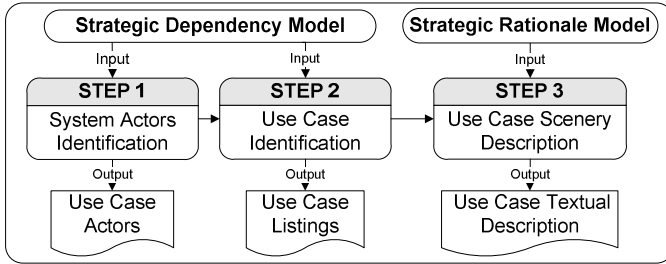 Strategic Dependency Model
Strategic Rationale Model
Input
Input
Input
STEP 1
System Actors
Identification
STEP 2
Use Case
Identification
STEP 3
Use Case Scenery
Description
Output
Output
Output
Use Case
Actors
Use Case
Listings
Use Case Textual
Description